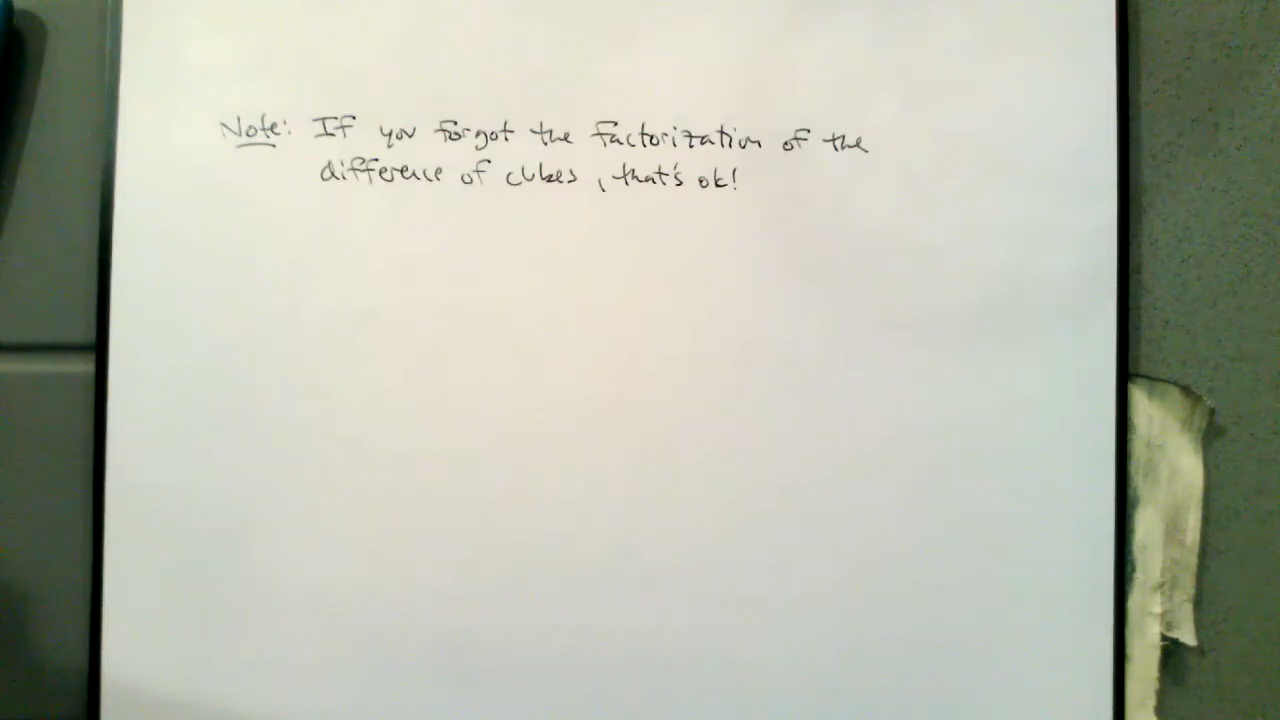 Note: If you forgot the factorization of the
difference of cubes, that's ok!